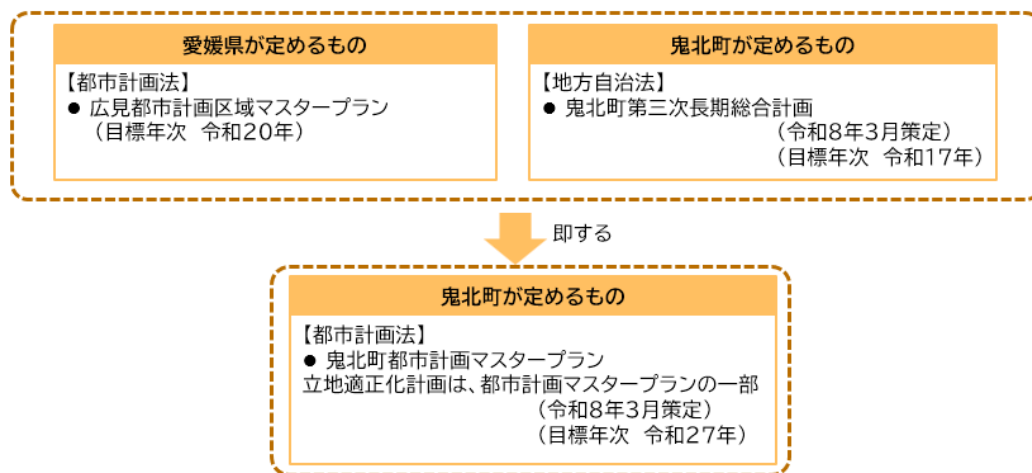 愛媛県が定めるもの
【都市計画法】
● 広見都市計画区域マスタープラン
（目標年次 令和20年）
鬼北町が定めるもの
【地方自治法】
● 鬼北町第三次長期総合計画
（令和8年3月策定）
（目標年次 令和17年）
即する
鬼北町が定めるもの
【都市計画法】
● 鬼北町都市計画マスタープラン
立地適正化計画は、都市計画マスタープランの一部
（令和8年3月策定）
（目標年次 令和27年）